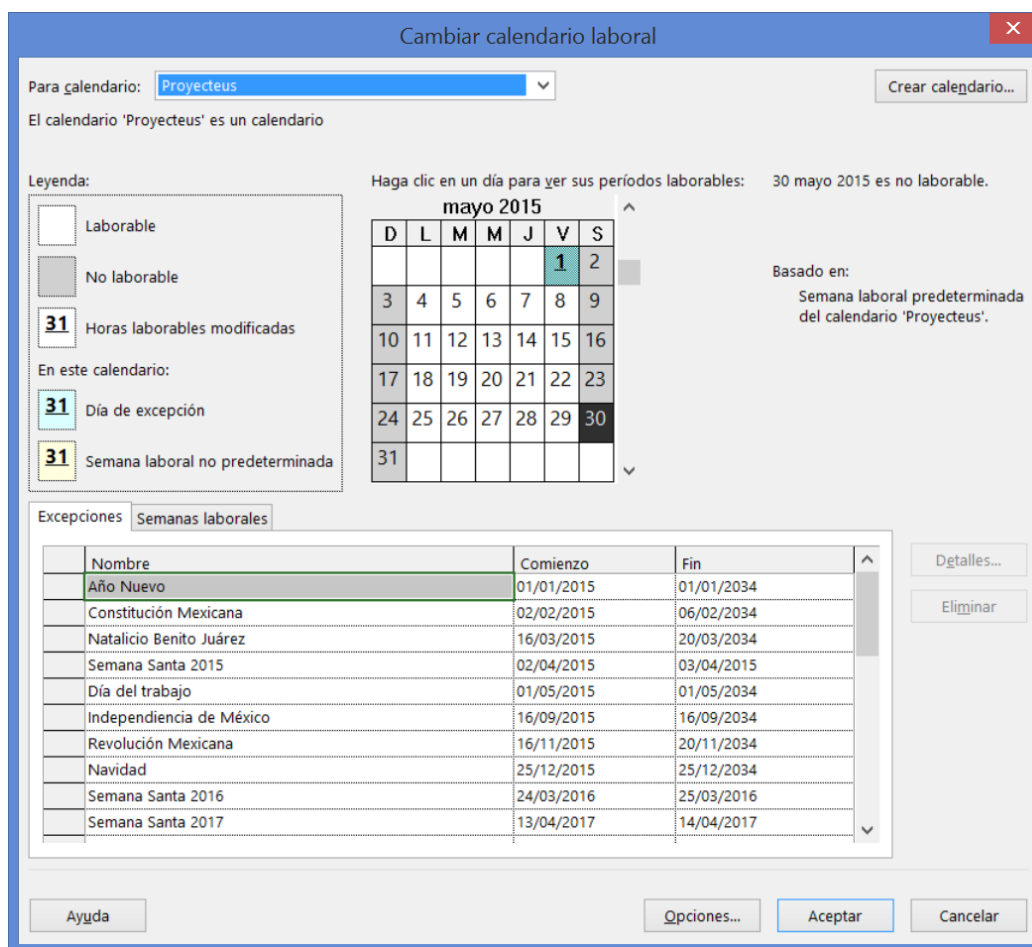 Cambiar calendario laboral
Para calendario: Proyecteus
Crear calendario...
El calendario 'Proyecteus' es un calendario
Leyenda:
Laborable
No laborable
31 Horas laborables modificadas
En este calendario:
31 Día de excepción
31 Semana laboral no predeterminada
Haga clic en un día para ver sus períodos laborables:
mayo 2015
D L M M J V S
1 2
3 4 5 6 7 8 9
10 11 12 13 14 15 16
17 18 19 20 21 22 23
24 25 26 27 28 29 30
31
30 mayo 2015 es no laborable.
Basado en:
Semana laboral predeterminada
del calendario 'Proyecteus'.
Excepciones Semanas laborales
Nombre Comienzo Fin
Año Nuevo 01/01/2015 01/01/2034
Constitución Mexicana 02/02/2015 06/02/2034
Natalicio Benito Juárez 16/03/2015 20/03/2034
Semana Santa 2015 02/04/2015 03/04/2015
Día del trabajo 01/05/2015 01/05/2034
Independiencia de México 16/09/2015 16/09/2034
Revolución Mexicana 16/11/2015 20/11/2034
Navidad 25/12/2015 25/12/2034
Semana Santa 2016 24/03/2016 25/03/2016
Semana Santa 2017 13/04/2017 14/04/2017
Detalles...
Eliminar
Ayuda Opciones... Aceptar Cancelar